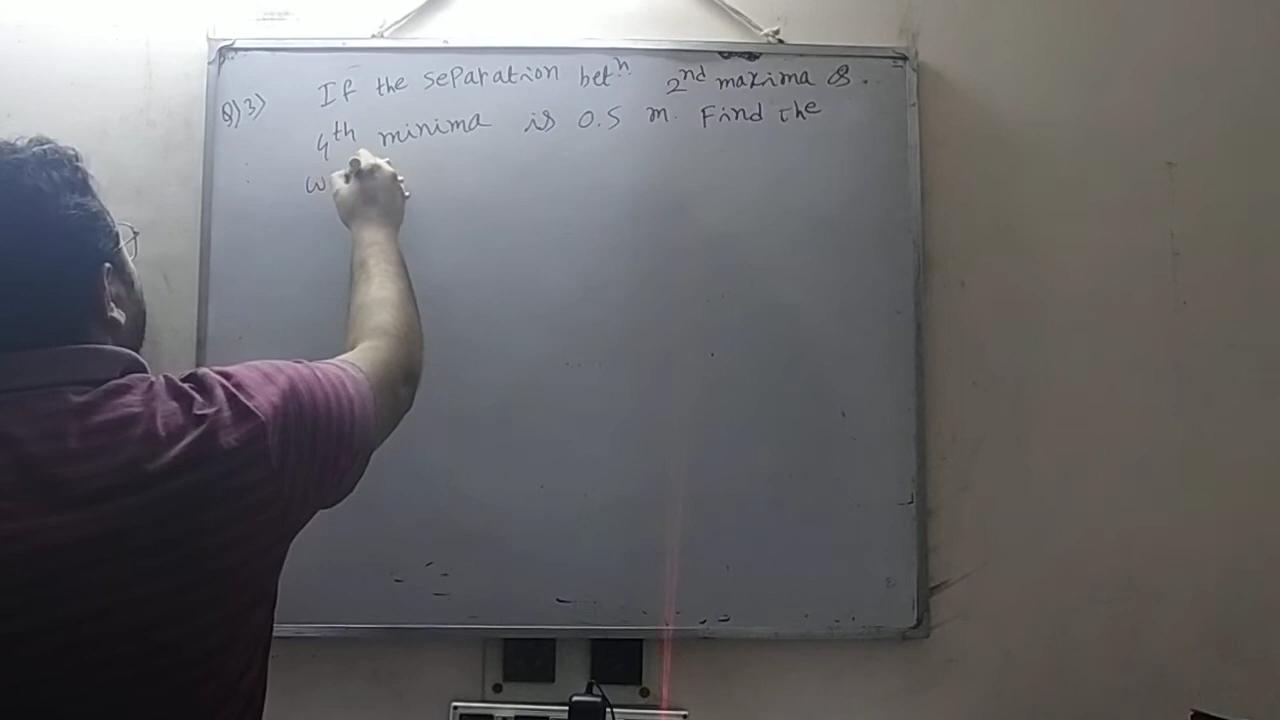 Q) 3) If the separation betⁿ. 2nd maxima &
4th minima is 0.5 m. Find the
w